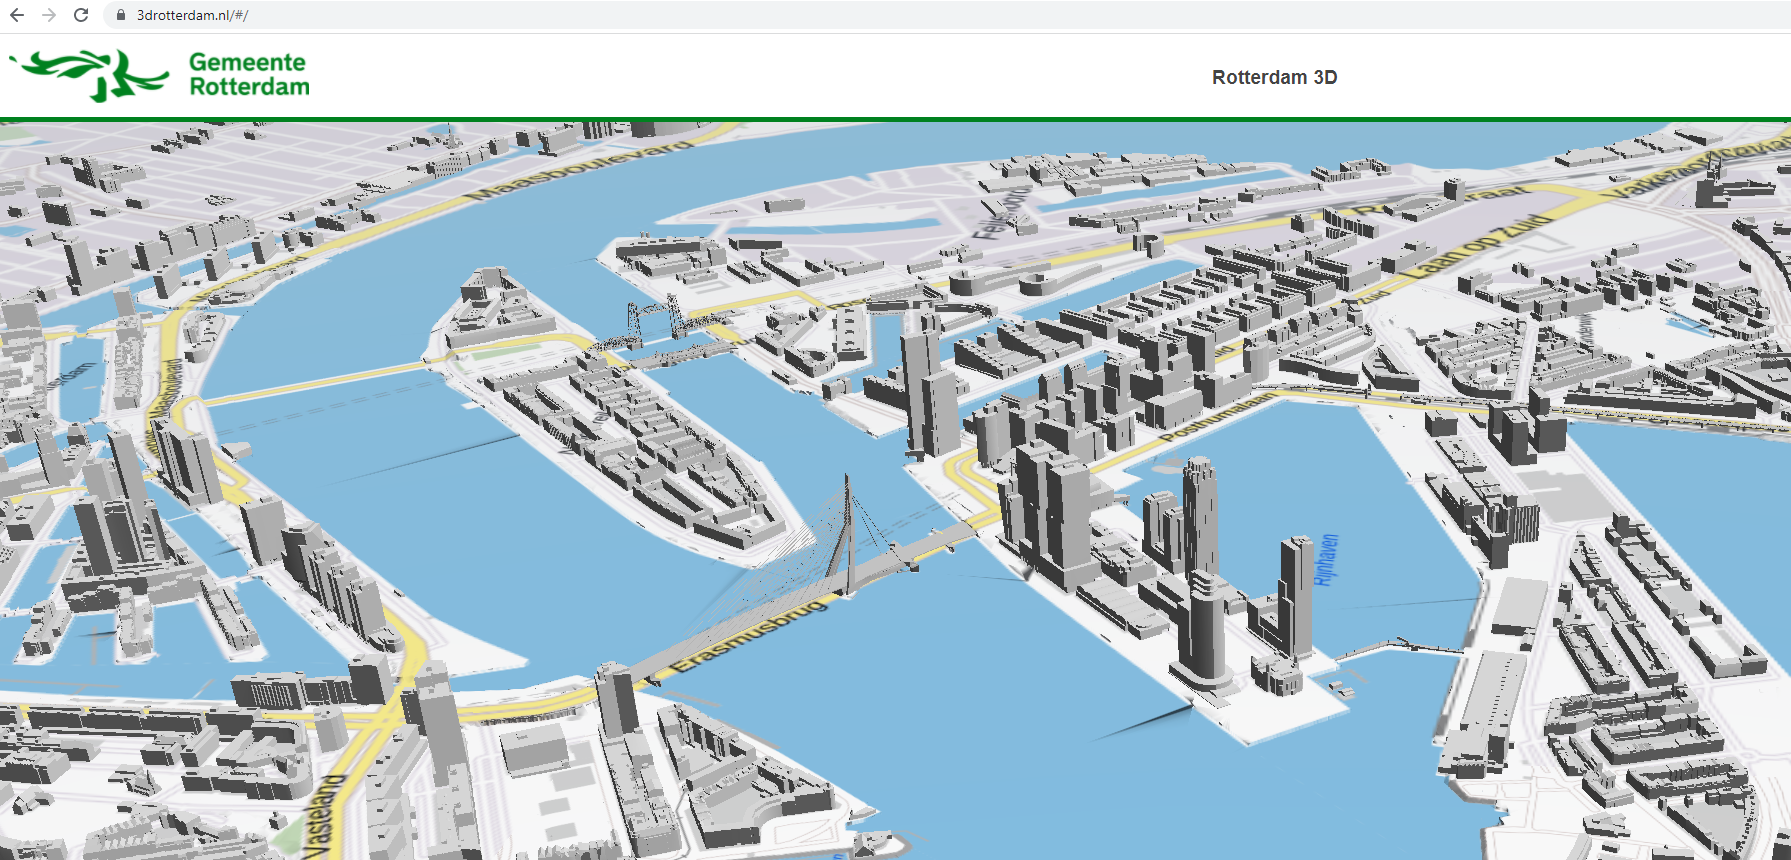 3drotterdam.nl/#/
Gemeente
Rotterdam
Rotterdam 3D
Maasboulevard
Laan op Zuid
Posthumalaan
Rijnhaven
Erasmusbrug
Vasteland